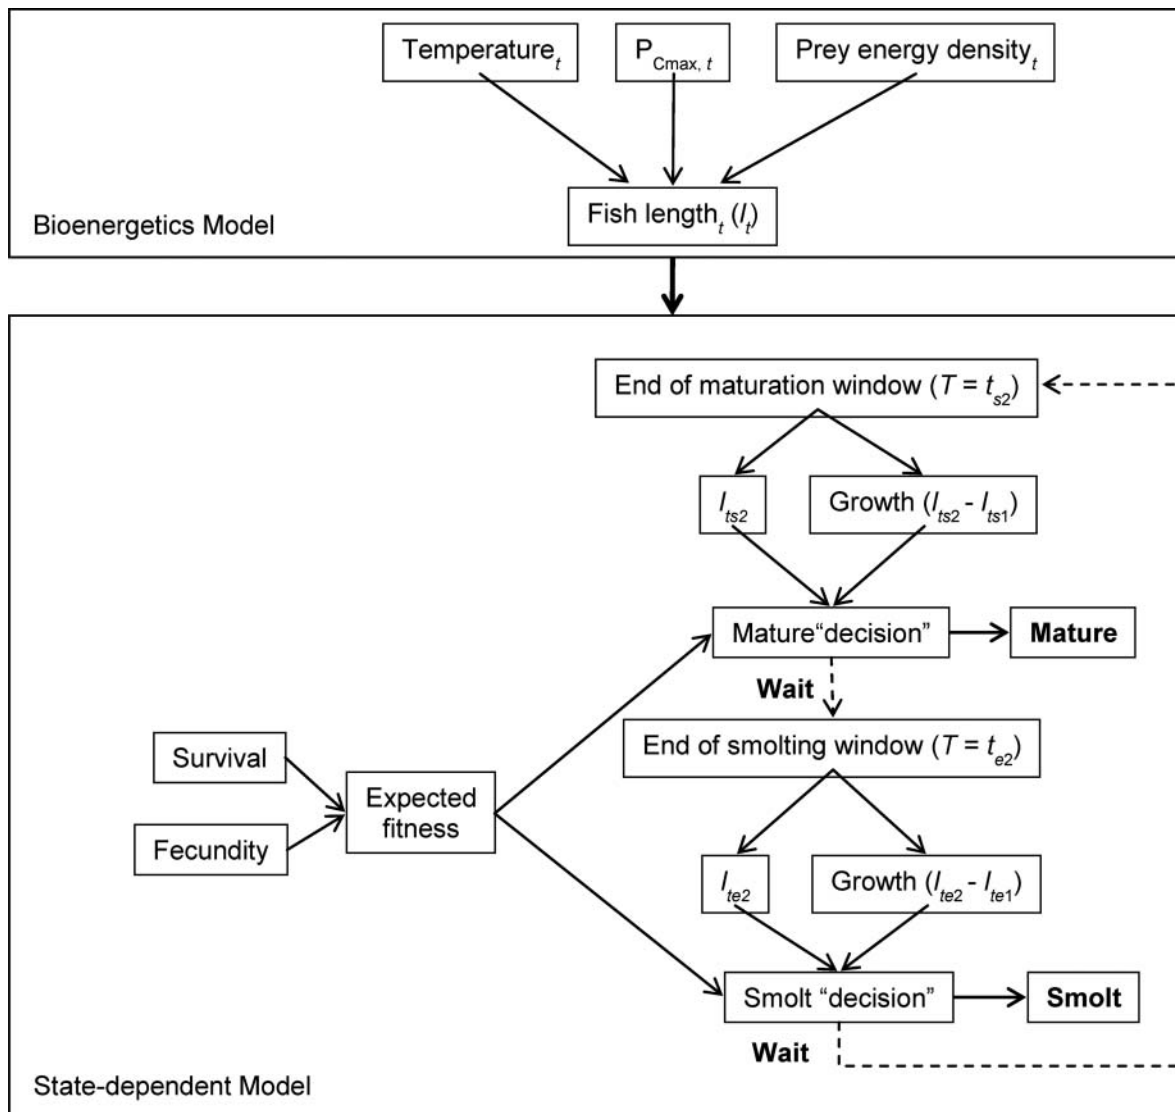 Temperature_t
P_Cmax, t
Prey energy density_t
Fish length_t (l_t)
Bioenergetics Model
End of maturation window (T = t_s2)
l_ts2
Growth (l_ts2 - l_ts1)
Mature“decision”
Mature
Wait
End of smolting window (T = t_e2)
Survival
Expected
fitness
Fecundity
l_te2
Growth (l_te2 - l_te1)
Smolt “decision”
Smolt
Wait
State-dependent Model